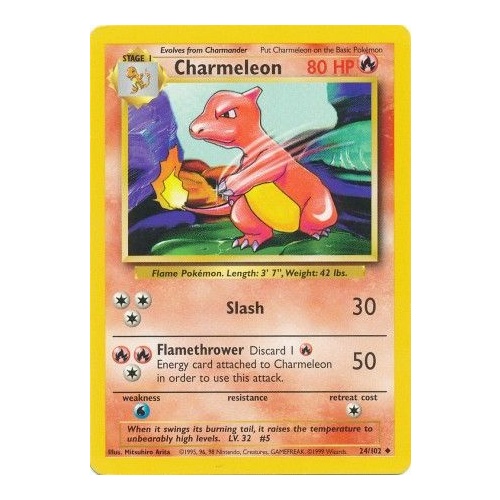 Evolves from Charmander Put Charmeleon on the Basic Pokémon
STAGE 1 Charmeleon 80 HP
Flame Pokémon. Length: 3' 7", Weight: 42 lbs.
Slash 30
Flamethrower Discard 1
Energy card attached to Charmeleon
in order to use this attack. 50
weakness resistance retreat cost
When it swings its burning tail, it raises the temperature to
unbearably high levels. LV. 32 #5
Illus. Mitsuhiro Arita ©1995, 96, 98 Nintendo, Creatures, GAMEFREAK. ©1999 Wizards. 24/102